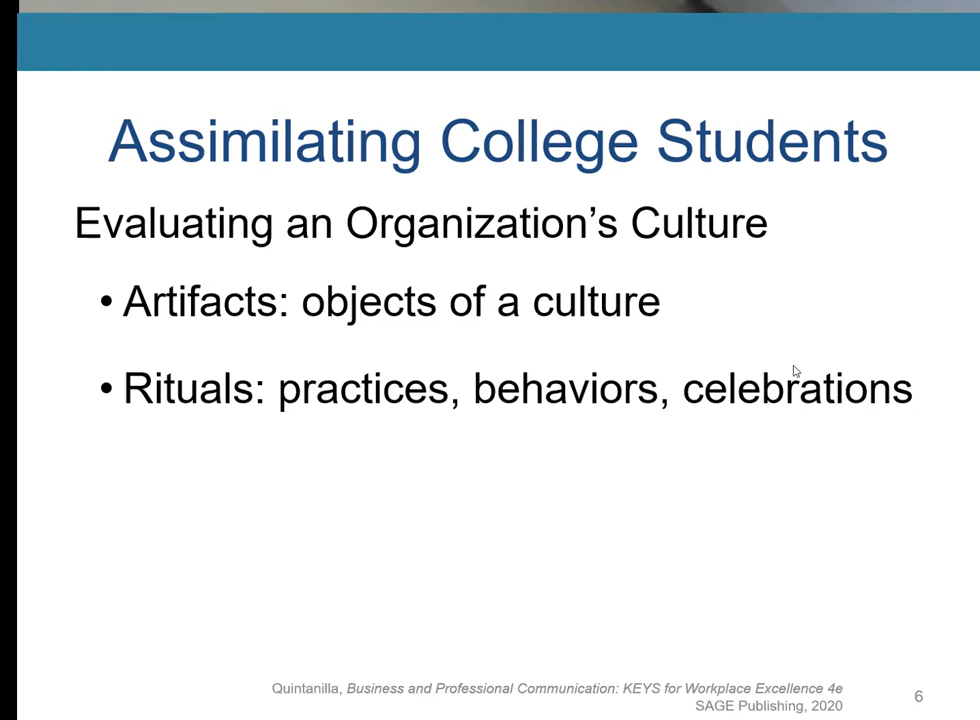 Assimilating College Students
Evaluating an Organization’s Culture
• Artifacts: objects of a culture
• Rituals: practices, behaviors, celebrations
Quintanilla, Business and Professional Communication: KEYS for Workplace Excellence 4e
SAGE Publishing, 2020
6